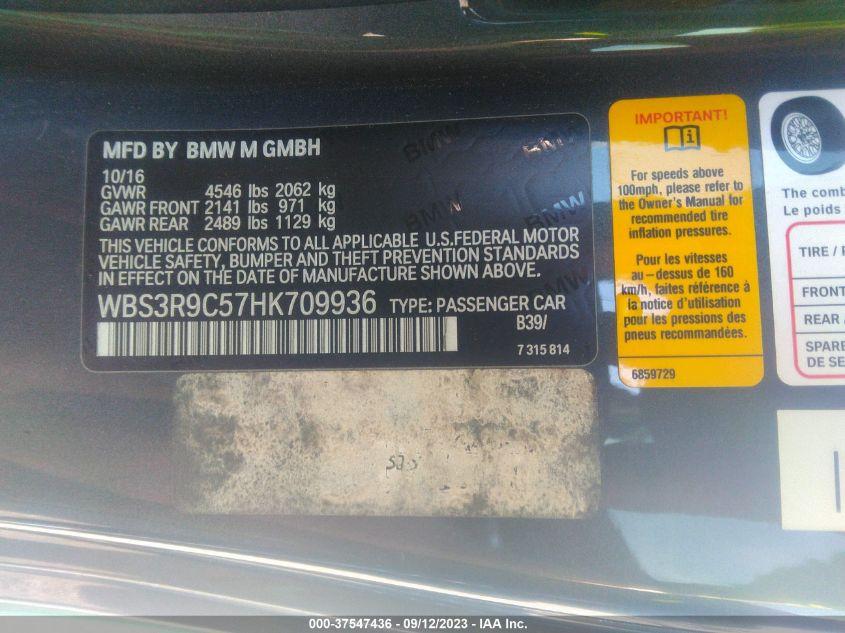 MFD BY BMW M GMBH
10/16
GVWR 4546 lbs 2062 kg
GAWR FRONT 2141 lbs 971 kg
GAWR REAR 2489 lbs 1129 kg
THIS VEHICLE CONFORMS TO ALL APPLICABLE U.S.FEDERAL MOTOR
VEHICLE SAFETY, BUMPER AND THEFT PREVENTION STANDARDS
IN EFFECT ON THE DATE OF MANUFACTURE SHOWN ABOVE.
WBS3R9C57HK709936 TYPE: PASSENGER CAR
B39/
7 315 814
BMW
BMW
BMW
IMPORTANT!
For speeds above
100mph, please refer to
the Owner's Manual for
recommended tire
inflation pressures.
Pour les vitesses
au-dessus de 160
km/h, faites référence
à la notice d'utilisation
pour les pressions des
pneus recommandées.
6859729
The comb
Le poids
TIRE / P
FRONT
REAR /
SPARE
DE SE
000-37547436 - 09/12/2023 - IAA Inc.